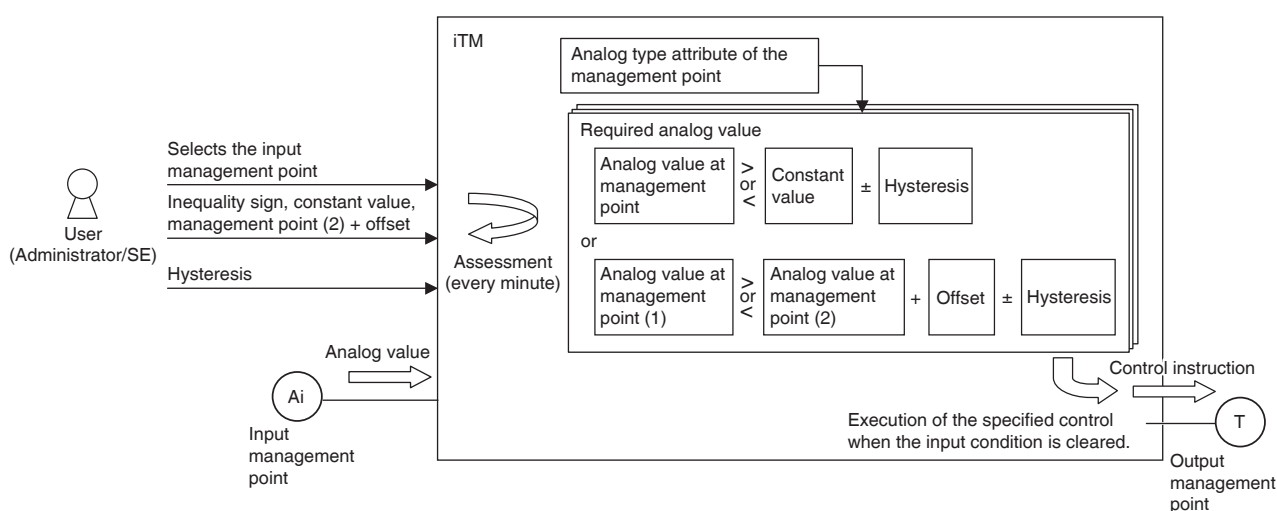 iTM
Analog type attribute of the
management point
Required analog value
Analog value at
management
point
>
or
<
Constant
value
±
Hysteresis
or
Analog value at
management
point (1)
>
or
<
Analog value at
management
point (2)
+
Offset
±
Hysteresis
Selects the input
management point
Inequality sign, constant value,
management point (2) + offset
Hysteresis
User
(Administrator/SE)
Assessment
(every minute)
Analog value
Ai
Input
management
point
Execution of the specified control
when the input condition is cleared.
Control instruction
T
Output
management
point